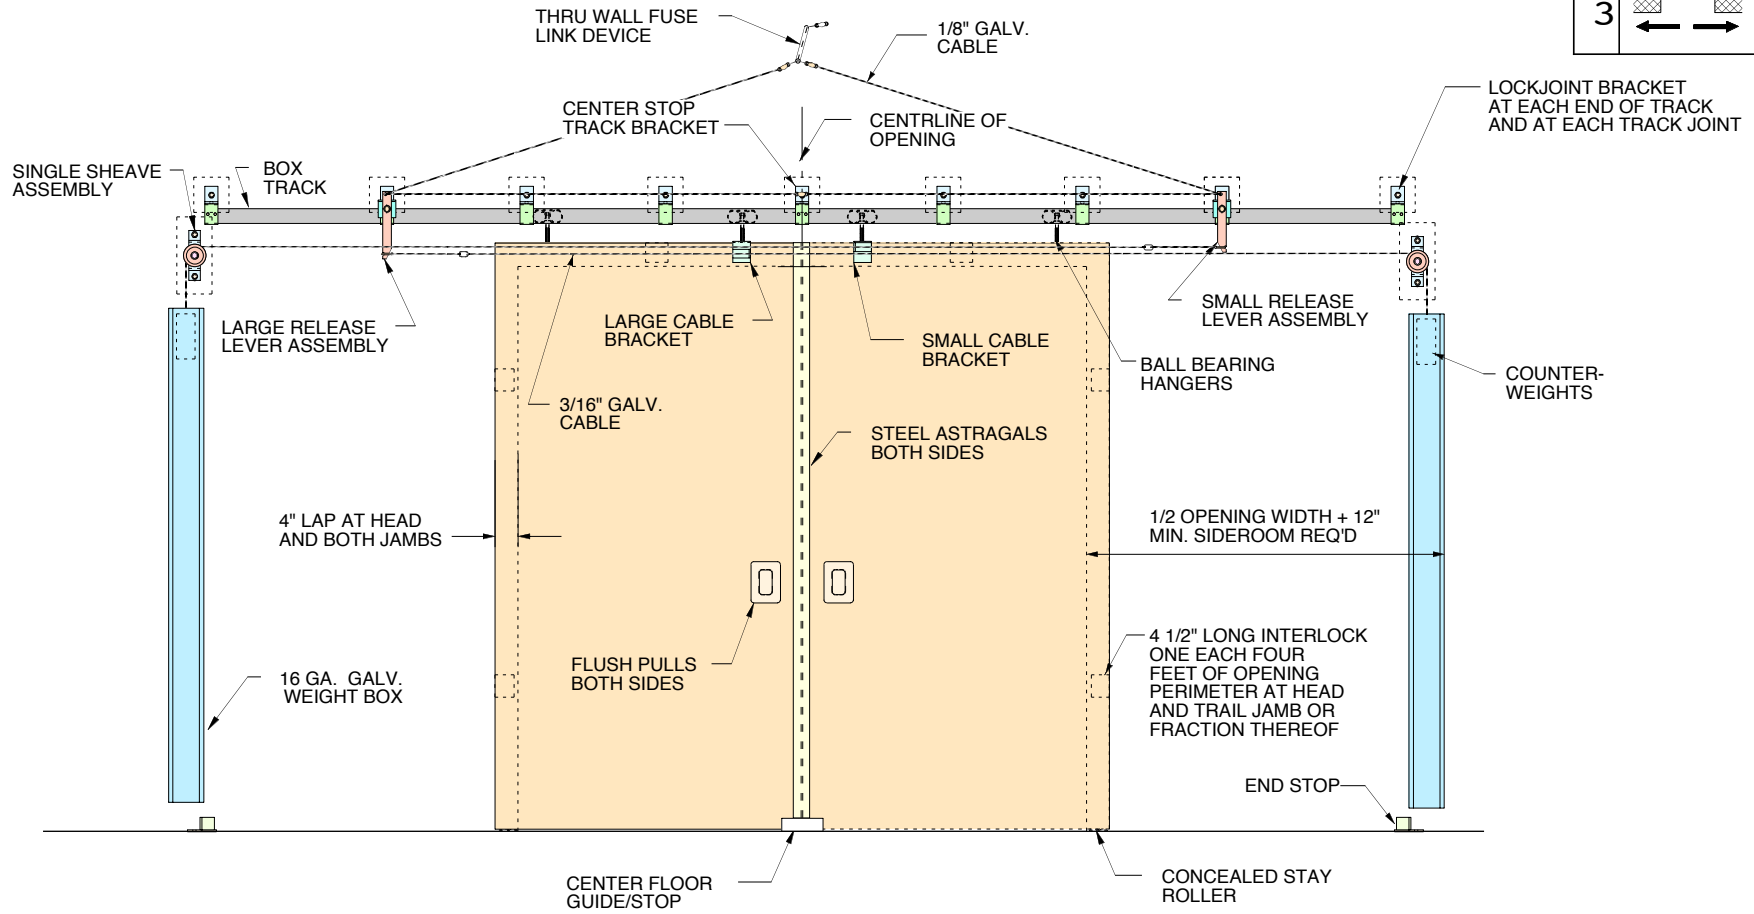 THRU WALL FUSE
LINK DEVICE
1/8" GALV.
CABLE
3
LOCKJOINT BRACKET
AT EACH END OF TRACK
AND AT EACH TRACK JOINT
CENTER STOP
TRACK BRACKET
CENTRLINE OF
OPENING
SINGLE SHEAVE
ASSEMBLY
BOX
TRACK
LARGE RELEASE
LEVER ASSEMBLY
LARGE CABLE
BRACKET
SMALL CABLE
BRACKET
SMALL RELEASE
LEVER ASSEMBLY
BALL BEARING
HANGERS
COUNTER-
WEIGHTS
3/16" GALV.
CABLE
STEEL ASTRAGALS
BOTH SIDES
4" LAP AT HEAD
AND BOTH JAMBS
1/2 OPENING WIDTH + 12"
MIN. SIDEROOM REQ'D
FLUSH PULLS
BOTH SIDES
4 1/2" LONG INTERLOCK
ONE EACH FOUR
FEET OF OPENING
PERIMETER AT HEAD
AND TRAIL JAMB OR
FRACTION THEREOF
16 GA. GALV.
WEIGHT BOX
END STOP
CENTER FLOOR
GUIDE/STOP
CONCEALED STAY
ROLLER